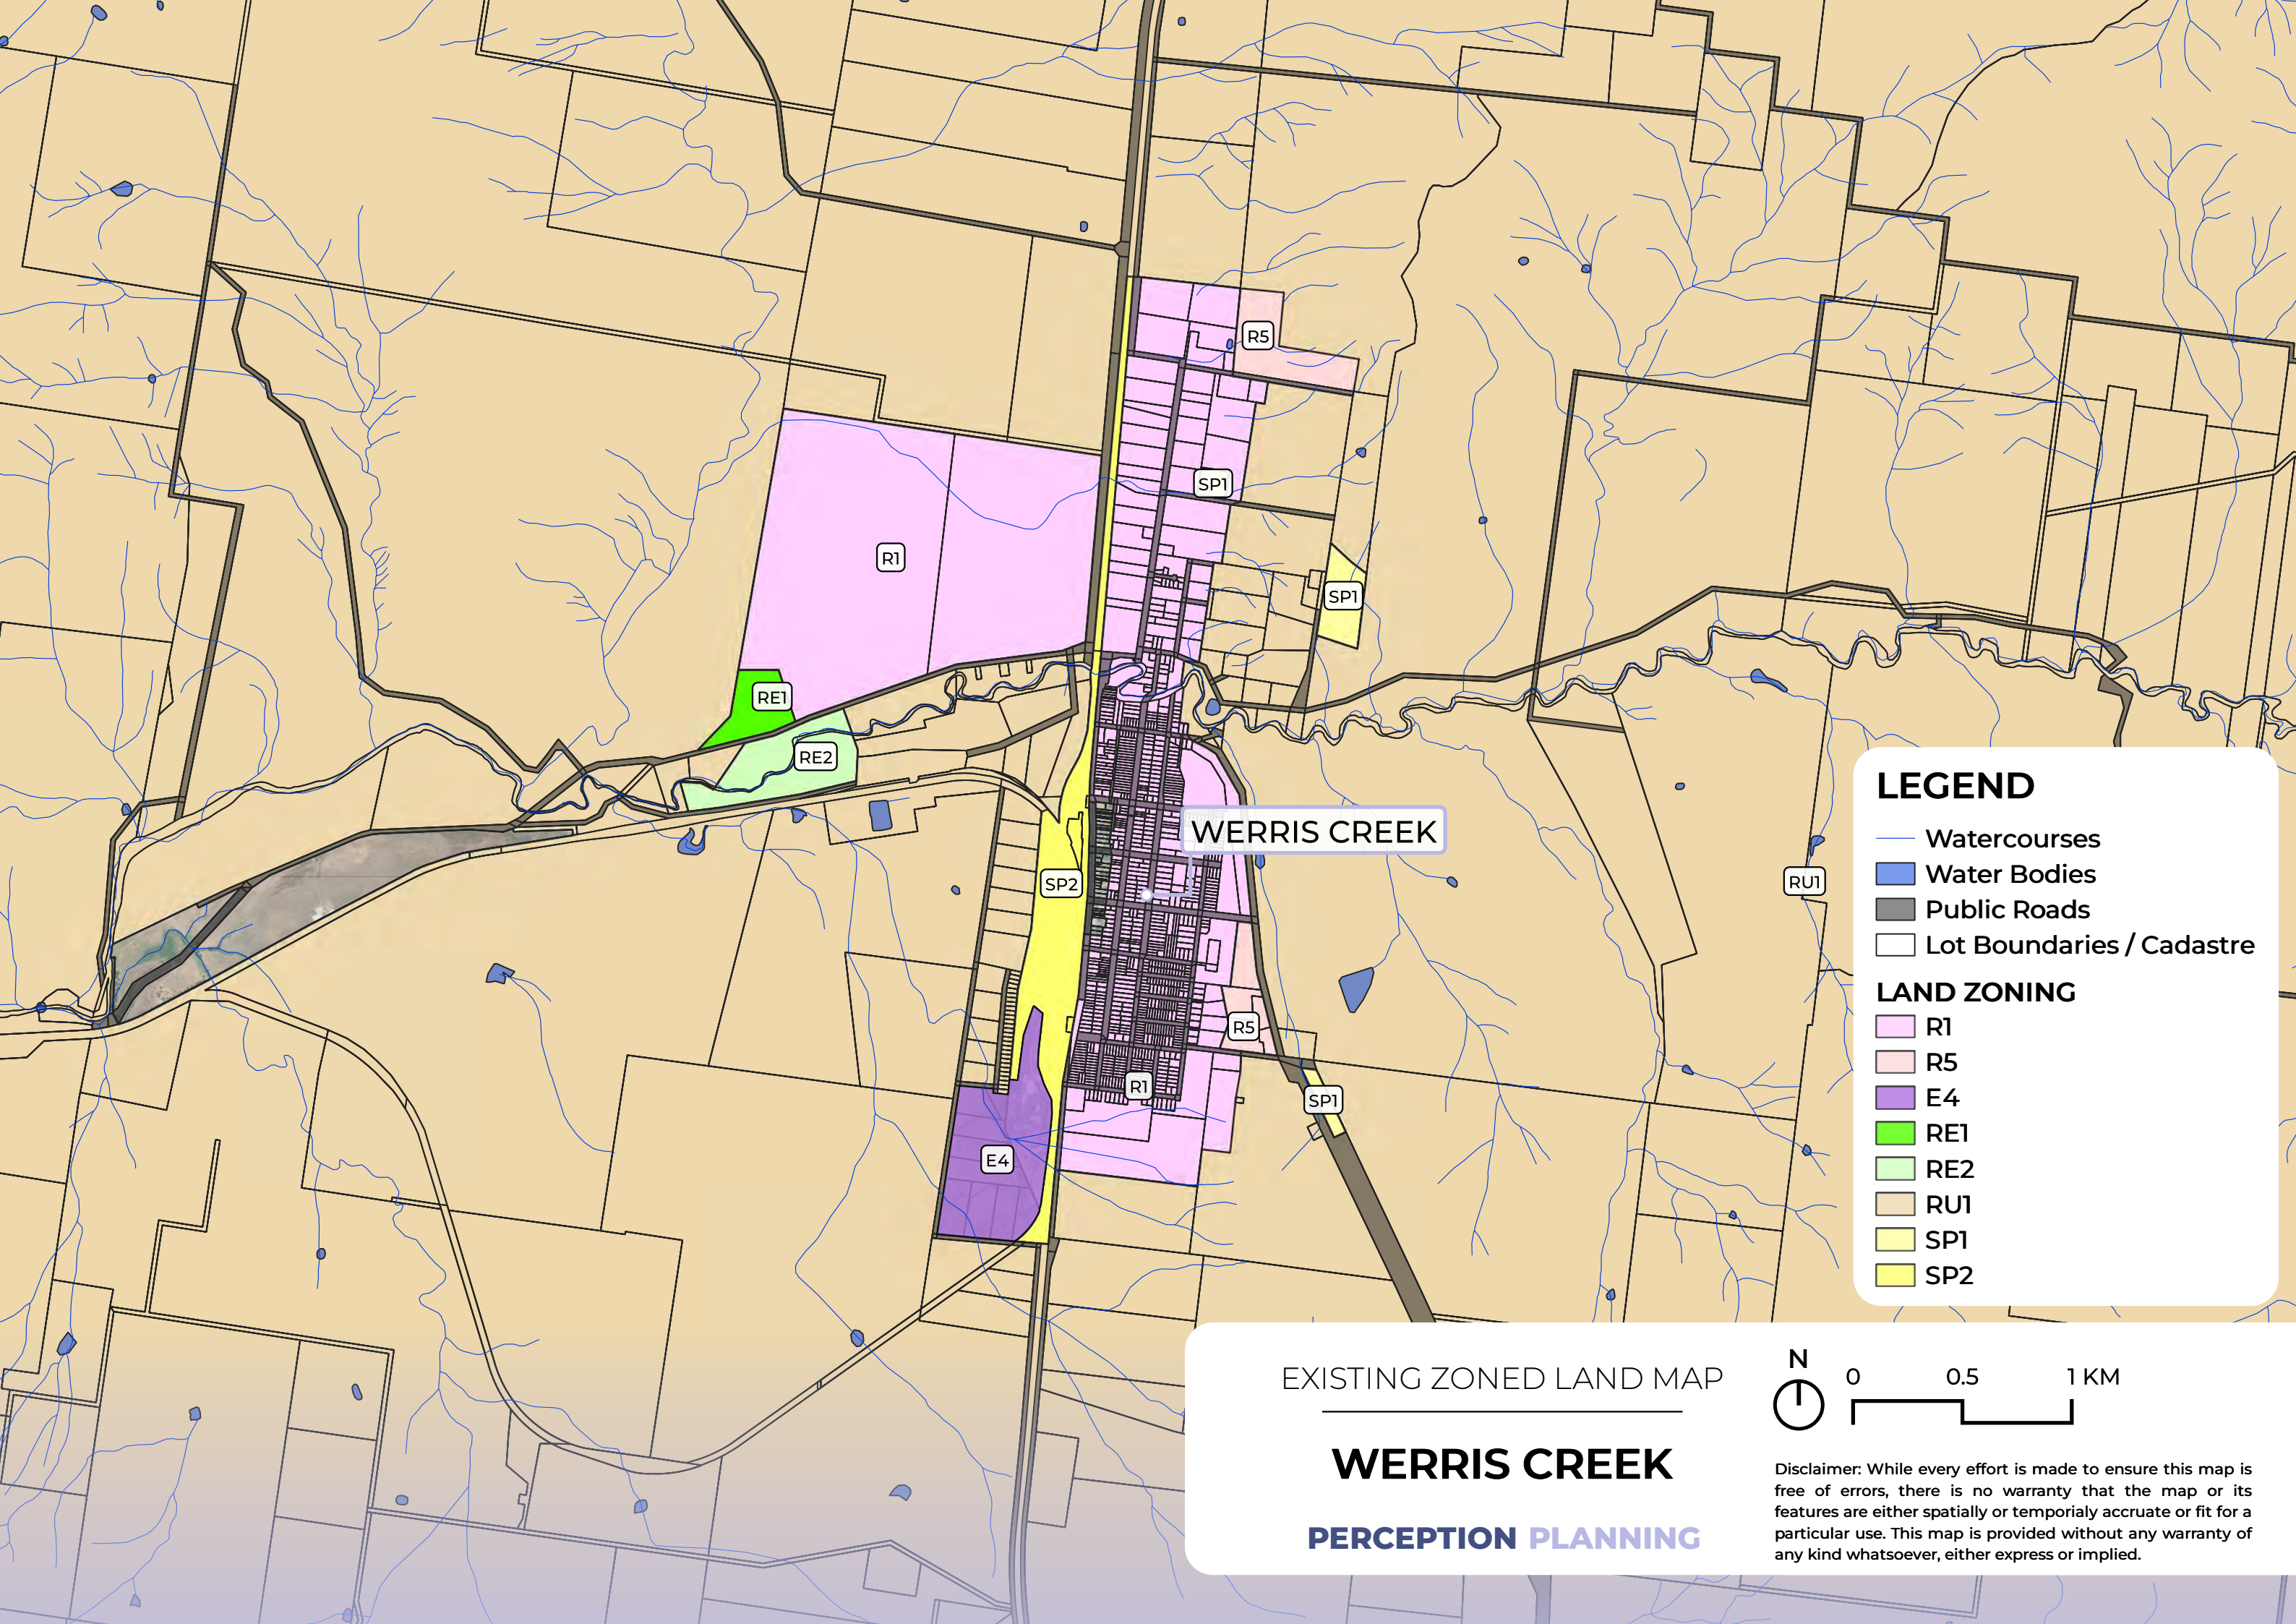 R5
SP1
R1
SP1
RE1
RE2
WERRIS CREEK
SP2
RU1
R5
R1
SP1
E4
LEGEND
Watercourses
Water Bodies
Public Roads
Lot Boundaries / Cadastre
LAND ZONING
R1
R5
E4
RE1
RE2
RU1
SP1
SP2
EXISTING ZONED LAND MAP
WERRIS CREEK
PERCEPTION PLANNING
N
0 0.5 1 KM
Disclaimer: While every effort is made to ensure this map is
free of errors, there is no warranty that the map or its
features are either spatially or temporialy accruate or fit for a
particular use. This map is provided without any warranty of
any kind whatsoever, either express or implied.